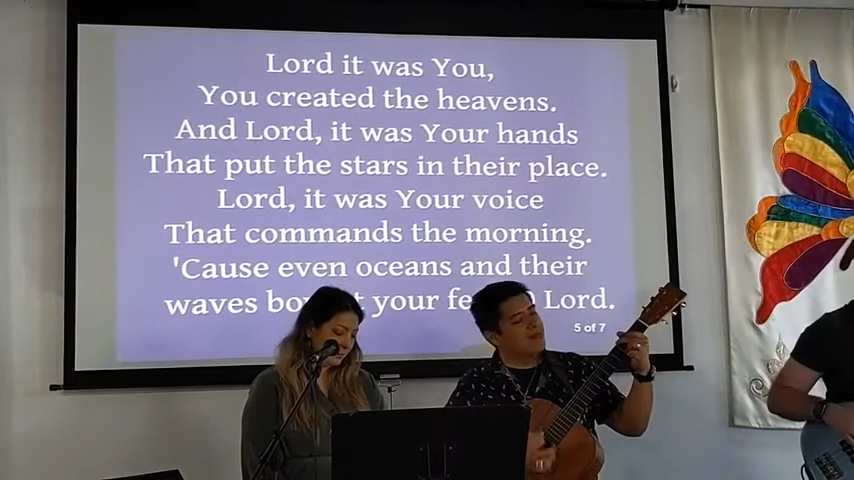 Lord it was You,
You created the heavens.
And Lord, it was Your hands
That put the stars in their place.
Lord, it was Your voice
That commands the morning.
'Cause even oceans and their
waves at your Lord.
5 of 7